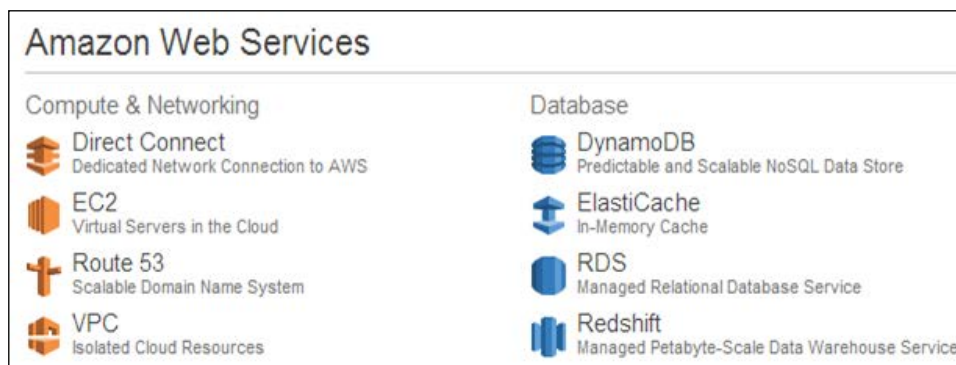 Amazon Web Services
Compute & Networking
Direct Connect
Dedicated Network Connection to AWS
EC2
Virtual Servers in the Cloud
Route 53
Scalable Domain Name System
VPC
Isolated Cloud Resources
Database
DynamoDB
Predictable and Scalable NoSQL Data Store
ElastiCache
In-Memory Cache
RDS
Managed Relational Database Service
Redshift
Managed Petabyte-Scale Data Warehouse Service